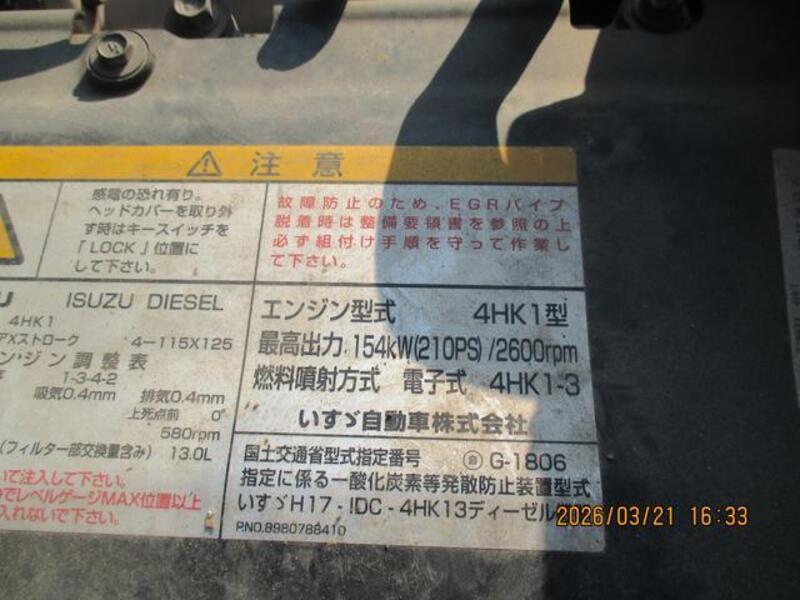 注意
感電の恐れ有り。
ヘッドカバーを取り外
す時はキースイッチを
「LOCK」位置に
して下さい。
故障防止のため、EGRパイプ
脱着時は整備要領書を参照の上
必ず組付け手順を守って作業し
て下さい。
U ISUZU DIESEL
4HK1
Xストローク 4-115X125
ン・ジン調整表
1-3-4-2
吸気0.4mm 排気0.4mm
上死点前 0°
580rpm
(フィルター部交換量含み) 13.0L
いて注入して下さい。
でレベルゲージMAX位置以上
入れないで下さい。
エンジン型式 4HK1型
最高出力 154kW(210PS)/2600rpm
燃料噴射方式 電子式 4HK1-3
いすゞ自動車株式会社
国土交通省型式指定番号 自 G-1806
指定に係る一酸化炭素等発散防止装置型式
いすゞH17-IDC-4HK13ディーゼル
P.NO.8980788410
2026/03/21 16:33